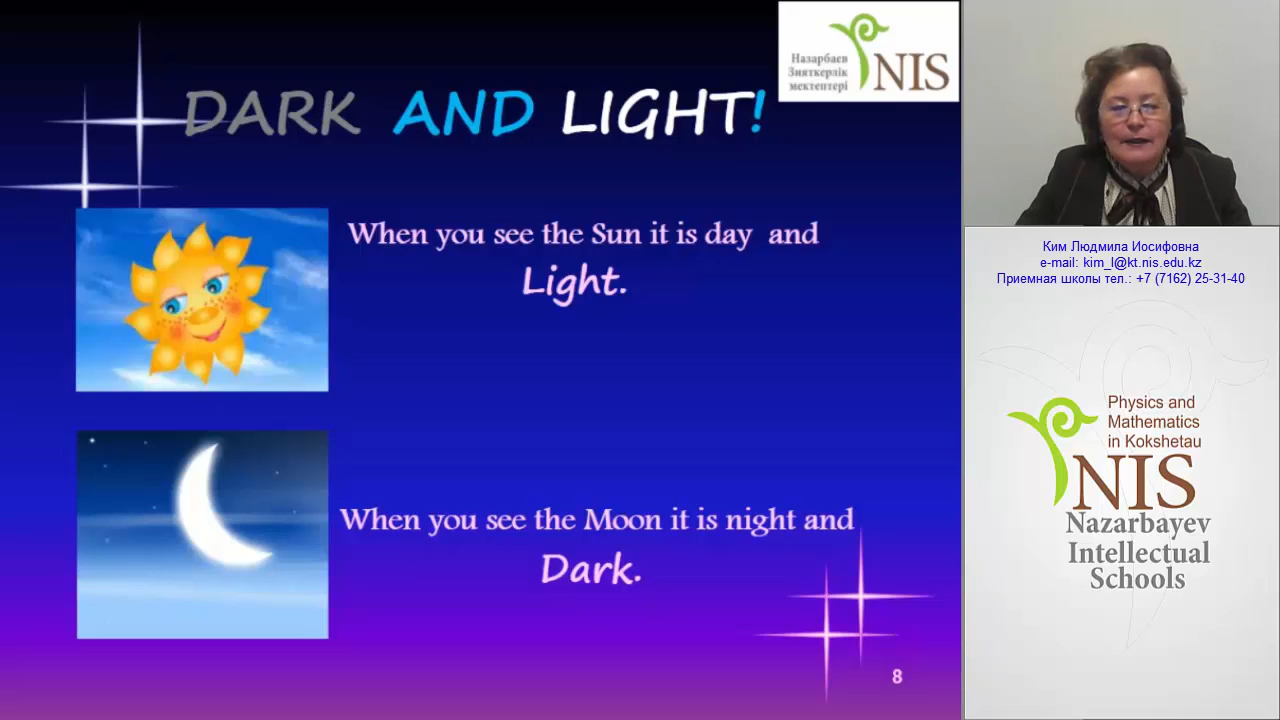 DARK AND LIGHT!
Назарбаев
Зияткерлік
мектептері
NIS
When you see the Sun it is day and
Light.
When you see the Moon it is night and
Dark.
8
Ким Людмила Иосифовна
e-mail: kim_l@kt.nis.edu.kz
Приемная школы тел.: +7 (7162) 25-31-40
Physics and
Mathematics
in Kokshetau
NIS
Nazarbayev
Intellectual
Schools